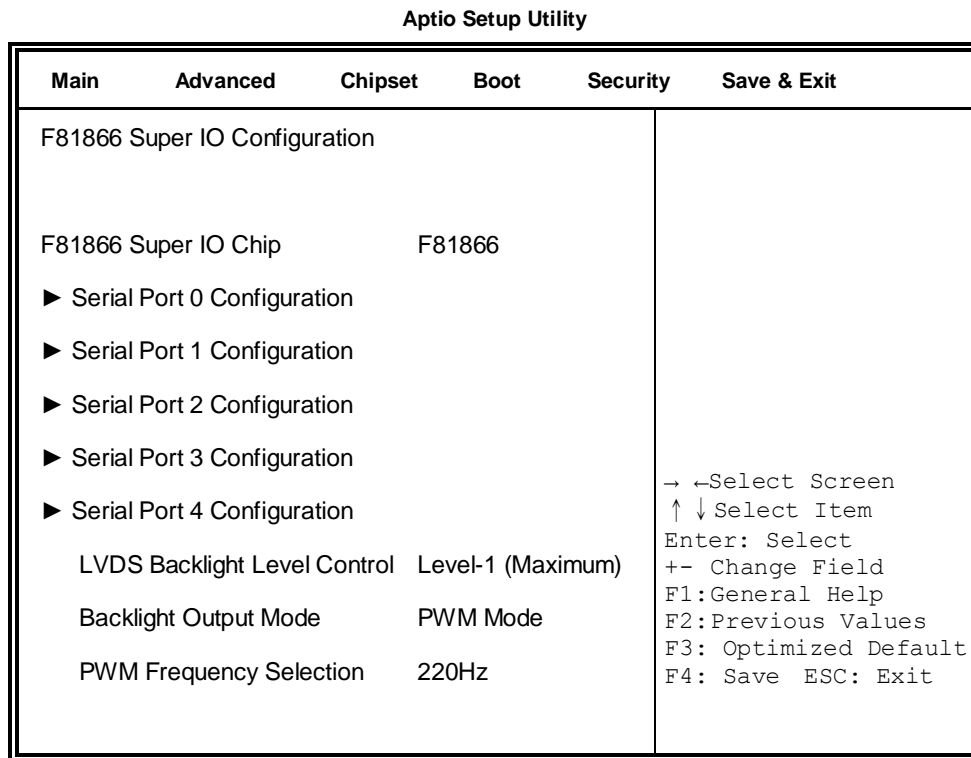 Aptio Setup Utility
Main Advanced Chipset Boot Security Save & Exit
F81866 Super IO Configuration
F81866 Super IO Chip F81866
► Serial Port 0 Configuration
► Serial Port 1 Configuration
► Serial Port 2 Configuration
► Serial Port 3 Configuration
► Serial Port 4 Configuration
LVDS Backlight Level Control Level-1 (Maximum)
Backlight Output Mode PWM Mode
PWM Frequency Selection 220Hz
→ ←Select Screen
↑ ↓ Select Item
Enter: Select
+- Change Field
F1:General Help
F2:Previous Values
F3: Optimized Default
F4: Save ESC: Exit